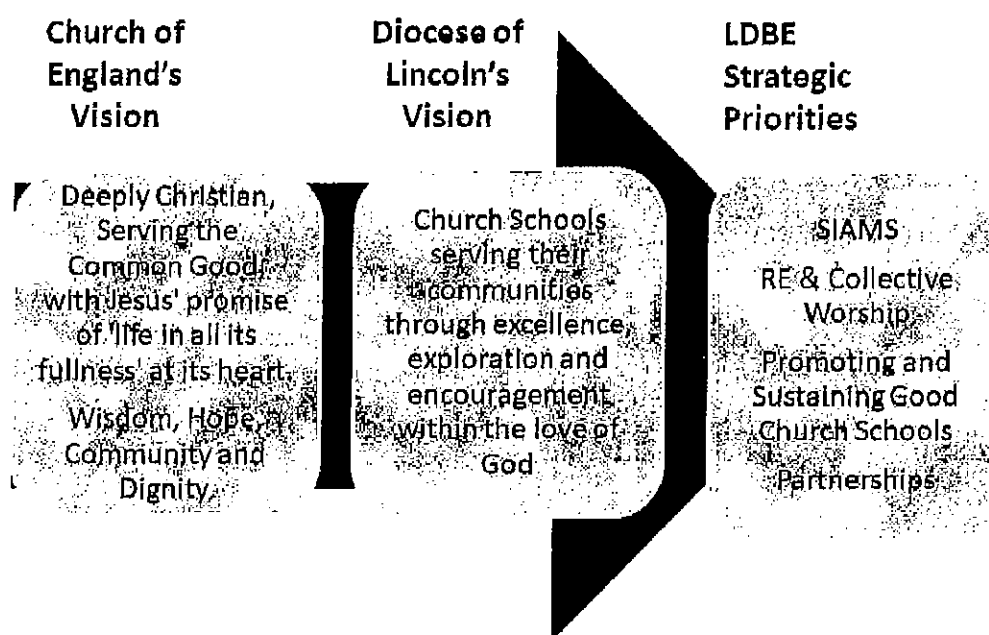 Church of
England's
Vision
Deeply Christian,
Serving the
Common Good,
with Jesus' promise
of 'life in all its
fullness' at its heart.
Wisdom, Hope,
Community and
Dignity.
Diocese of
Lincoln's
Vision
Church Schools
serving their
communities
through excellence,
exploration and
encouragement
within the love of
God
LDBE
Strategic
Priorities
SIAMS
RE & Collective
Worship
Promoting and
Sustaining Good
Church Schools
Partnerships